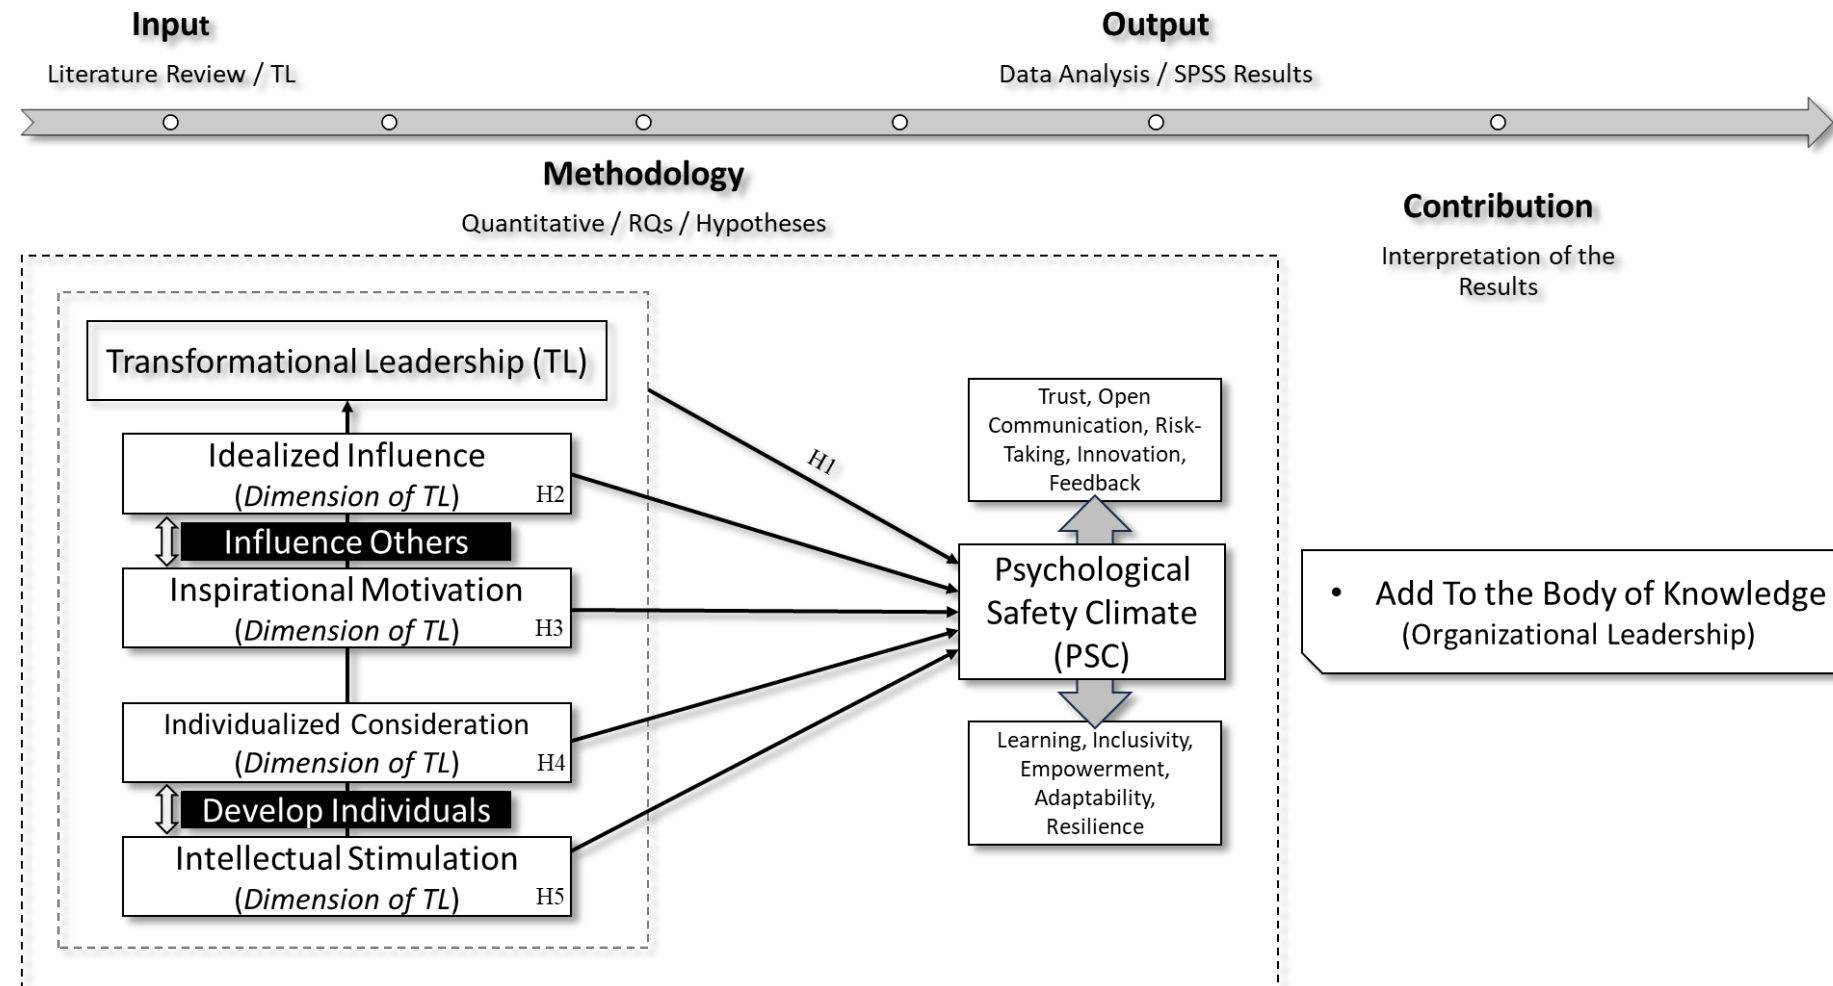 Input
Literature Review / TL
Output
Data Analysis / SPSS Results
Methodology
Quantitative / RQs / Hypotheses
Contribution
Interpretation of the
Results
Transformational Leadership (TL)
Idealized Influence
(Dimension of TL)
H2
Influence Others
Inspirational Motivation
(Dimension of TL)
H3
Individualized Consideration
(Dimension of TL)
H4
Develop Individuals
Intellectual Stimulation
(Dimension of TL)
H5
H1
Trust, Open
Communication, Risk-
Taking, Innovation,
Feedback
Psychological
Safety Climate
(PSC)
Learning, Inclusivity,
Empowerment,
Adaptability,
Resilience
• Add To the Body of Knowledge
(Organizational Leadership)